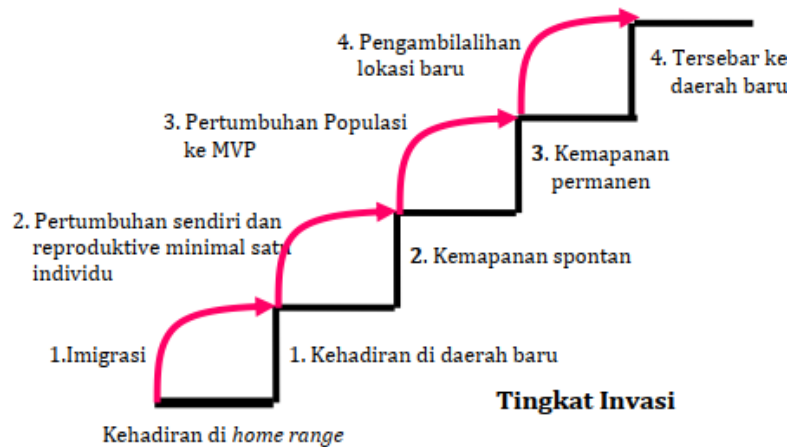 4. Pengambilalihan
lokasi baru
4. Tersebar ke
daerah baru
3. Pertumbuhan Populasi
ke MVP
3. Kemapanan
permanen
2. Pertumbuhan sendiri dan
reproduktive minimal satu
individu
2. Kemapanan spontan
1.Imigrasi
1. Kehadiran di daerah baru
Tingkat Invasi
Kehadiran di home range